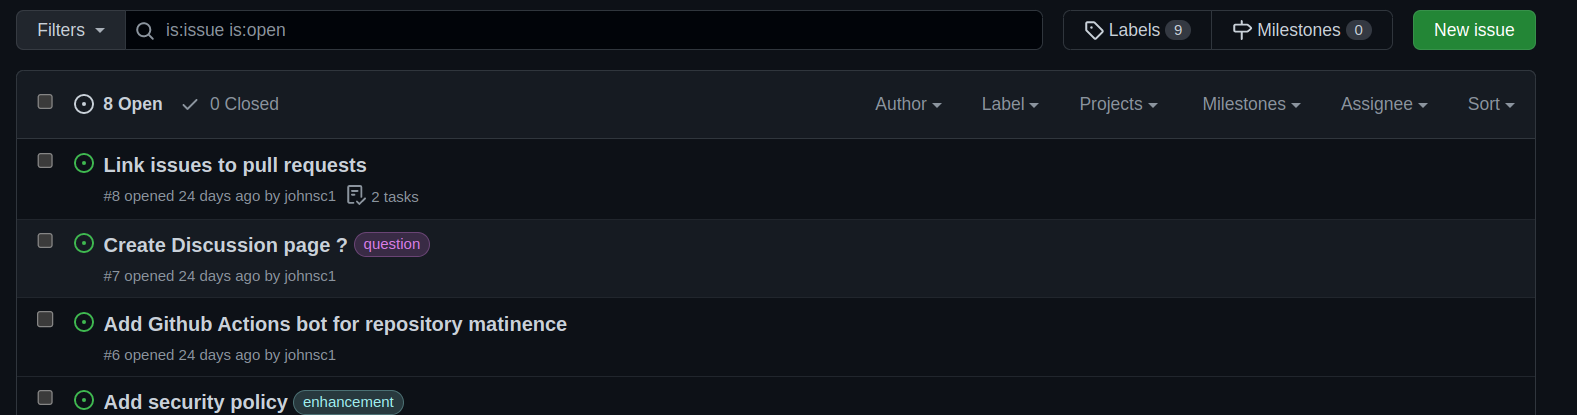 Filters is:issue is:open Labels 9 Milestones 0 New issue
8 Open 0 Closed Author Label Projects Milestones Assignee Sort
Link issues to pull requests
#8 opened 24 days ago by johnsc1 2 tasks
Create Discussion page ? question
#7 opened 24 days ago by johnsc1
Add Github Actions bot for repository matinence
#6 opened 24 days ago by johnsc1
Add security policy enhancement